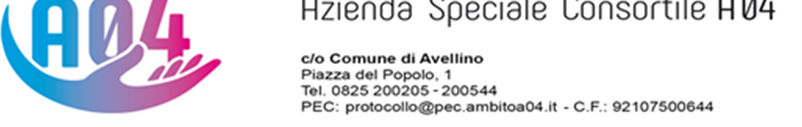 A04
Azienda Speciale Consortile A04
c/o Comune di Avellino
Piazza del Popolo, 1
Tel. 0825 200205 - 200544
PEC: protocollo@pec.ambitoa04.it - C.F.: 92107500644